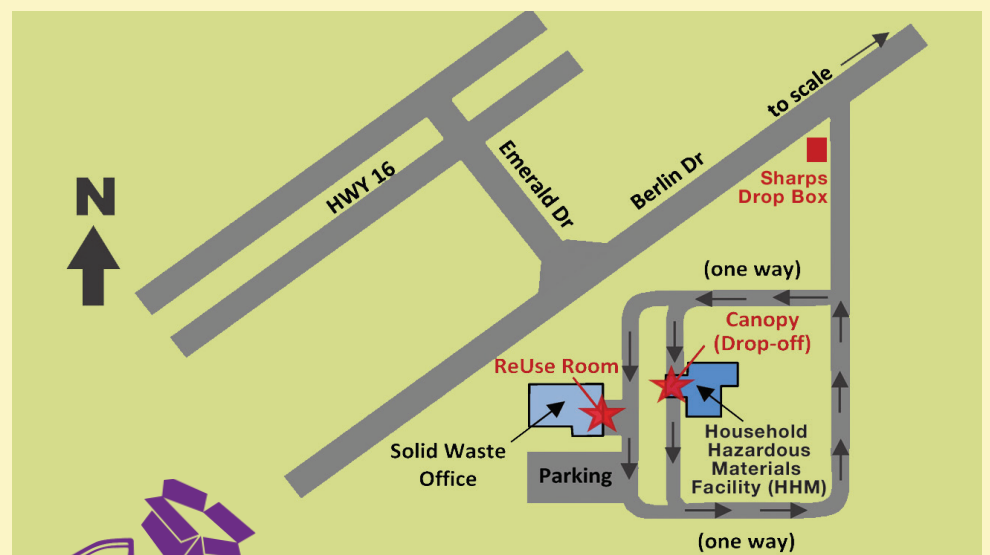 to scale
Emerald Dr
Berlin Dr
HWY 16
N
Sharps
Drop Box
(one way)
Canopy
(Drop-off)
ReUse Room
Solid Waste
Office
Household
Hazardous
Materials
Facility (HHM)
Parking
(one way)